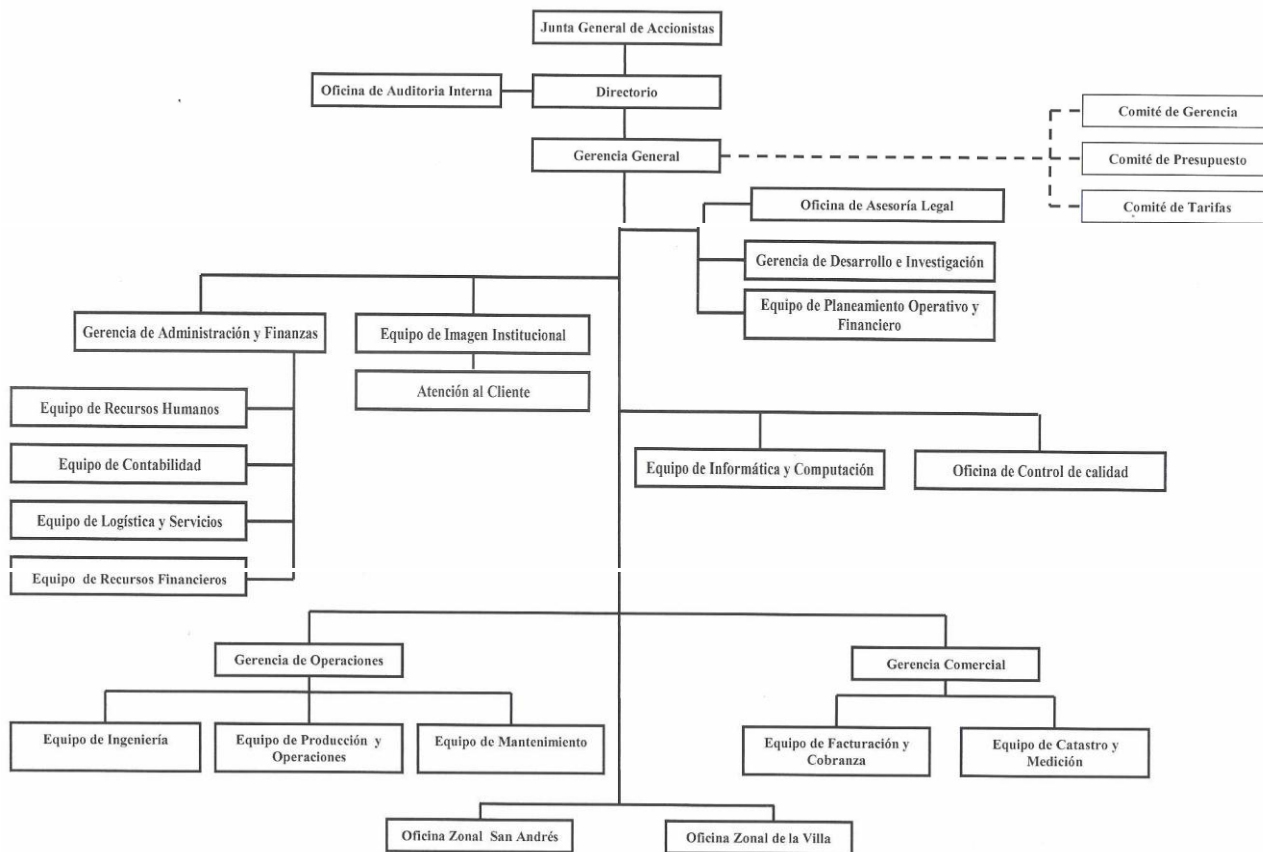 Junta General de Accionistas
Oficina de Auditoria Interna
Directorio
Comité de Gerencia
Gerencia General
Comité de Presupuesto
Oficina de Asesoría Legal
Comité de Tarifas
Gerencia de Desarrollo e Investigación
Equipo de Planeamiento Operativo y
Financiero
Gerencia de Administración y Finanzas
Equipo de Imagen Institucional
Atención al Cliente
Equipo de Recursos Humanos
Equipo de Contabilidad
Equipo de Informática y Computación
Oficina de Control de calidad
Equipo de Logística y Servicios
Equipo de Recursos Financieros
Gerencia de Operaciones
Gerencia Comercial
Equipo de Ingeniería
Equipo de Producción y
Operaciones
Equipo de Mantenimiento
Equipo de Facturación y
Cobranza
Equipo de Catastro y
Medición
Oficina Zonal San Andrés
Oficina Zonal de la Villa